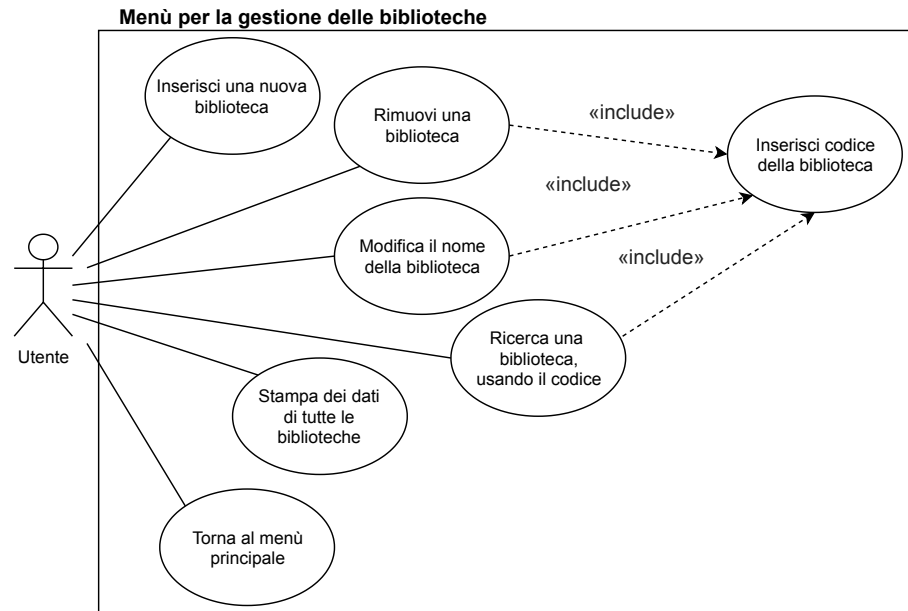 Menù per la gestione delle biblioteche
Inserisci una nuova
biblioteca
Rimuovi una
biblioteca
«include»
Inserisci codice
della biblioteca
«include»
Modifica il nome
della biblioteca
«include»
Utente
Ricerca una
biblioteca,
usando il codice
Stampa dei dati
di tutte le
biblioteche
Torna al menù
principale